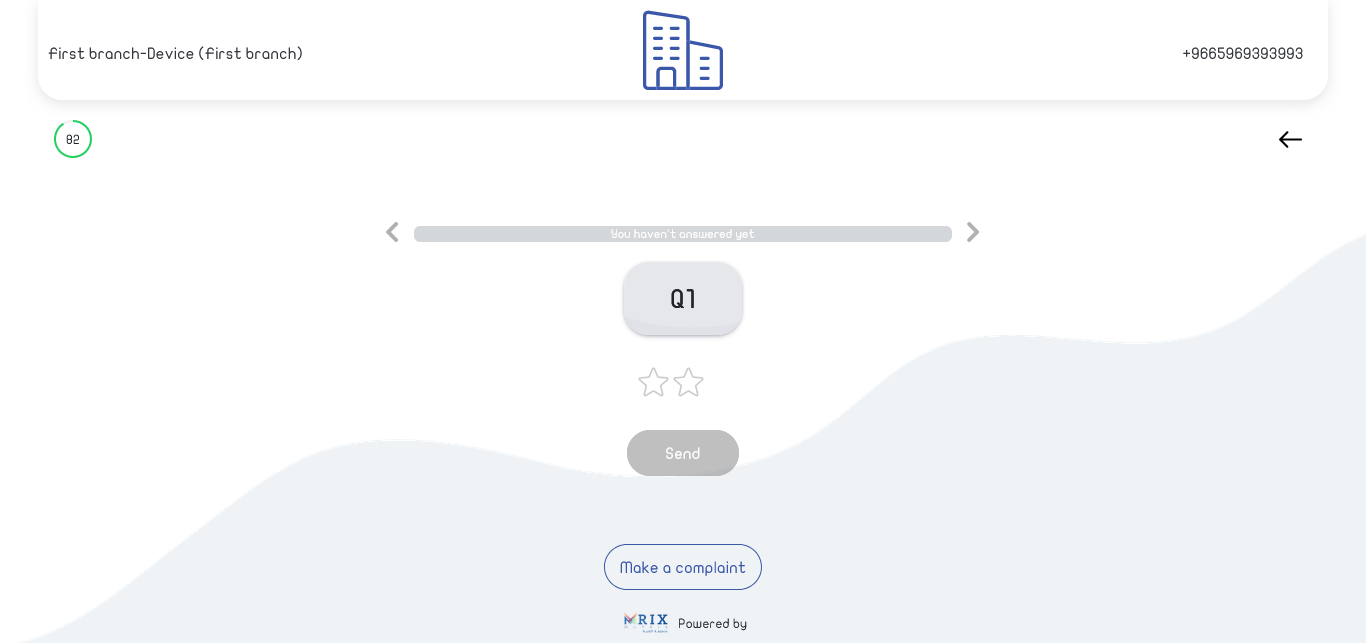 First branch-Device (First branch)
+9665969393993
82
You haven't answered yet
Q1
Send
Make a complaint
MRIX
Powered by